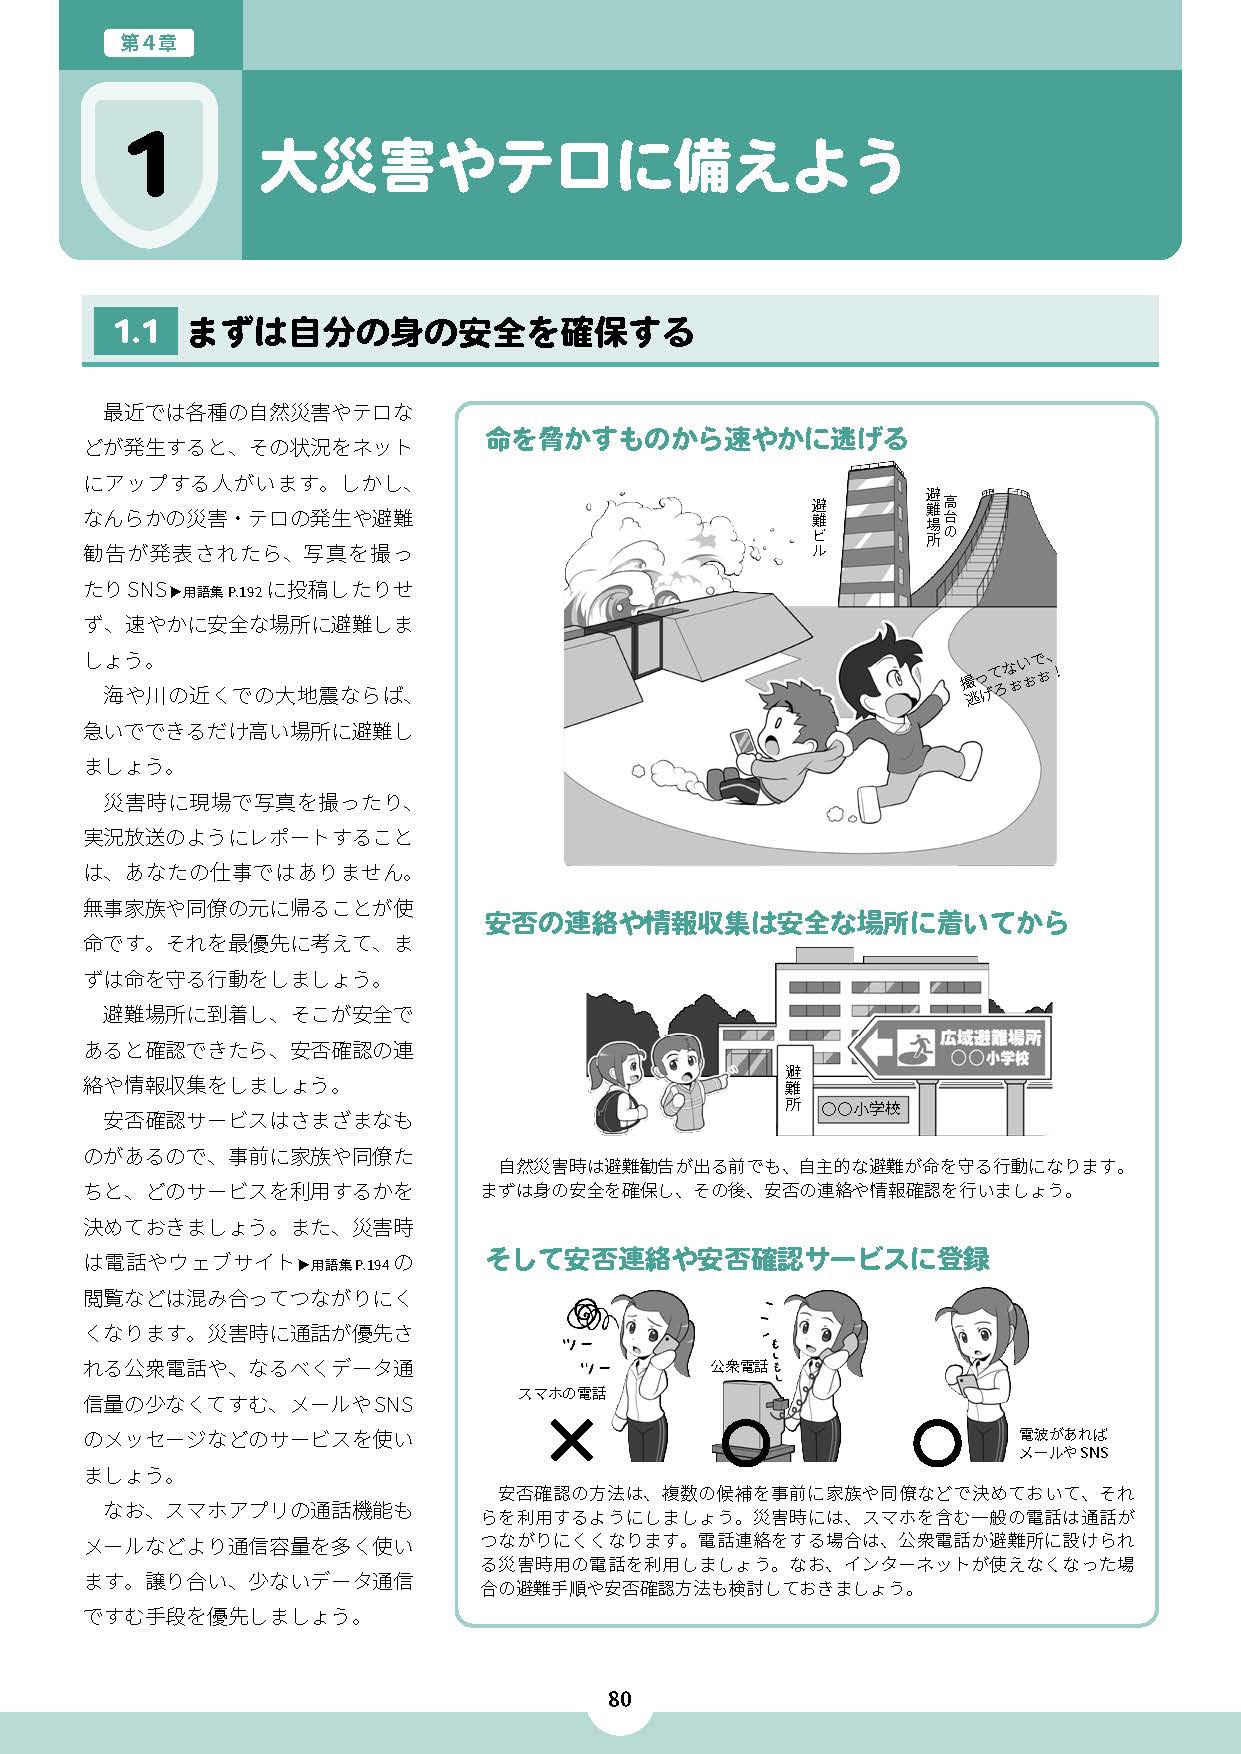 第4章
1
大災害やテロに備えよう
1.1 まずは自分の身の安全を確保する
最近では各種の自然災害やテロな
どが発生すると、その状況をネット
にアップする人がいます。しかし、
なんらかの災害・テロの発生や避難
勧告が発表されたら、写真を撮っ
たりSNS▶用語集 P.192 に投稿したりせ
ず、速やかに安全な場所に避難しま
しょう。
海や川の近くでの大地震ならば、
急いでできるだけ高い場所に避難し
ましょう。
災害時に現場で写真を撮ったり、
実況放送のようにレポートすること
は、あなたの仕事ではありません。
無事家族や同僚の元に帰ることが使
命です。それを最優先に考えて、ま
ずは命を守る行動をしましょう。
避難場所に到着し、そこが安全で
あると確認できたら、安否確認の連
絡や情報収集をしましょう。
安否確認サービスはさまざまなも
のがあるので、事前に家族や同僚た
ちと、どのサービスを利用するかを
決めておきましょう。また、災害時
は電話やウェブサイト▶用語集 P.194 の
閲覧などは混み合ってつながりにく
くなります。災害時に通話が優先さ
れる公衆電話や、なるべくデータ通
信量の少なくてすむ、メールやSNS
のメッセージなどのサービスを使い
ましょう。
なお、スマホアプリの通話機能も
メールなどより通信容量を多く使い
ます。譲り合い、少ないデータ通信
ですむ手段を優先しましょう。
命を脅かすものから速やかに逃げる
避難ビル
高台の
避難場所
撮ってないで、
逃げろぉぉぉ!
安否の連絡や情報収集は安全な場所に着いてから
広域避難場所
○○小学校
避難所
○○小学校
自然災害時は避難勧告が出る前でも、自主的な避難が命を守る行動になります。
まずは身の安全を確保し、その後、安否の連絡や情報確認を行いましょう。
そして安否連絡や安否確認サービスに登録
ツー
ツー
スマホの電話
もしもし
公衆電話
電波があれば
メールやSNS
安否確認の方法は、複数の候補を事前に家族や同僚などで決めておいて、それ
らを利用するようにしましょう。災害時には、スマホを含む一般の電話は通話が
つながりにくくなります。電話連絡をする場合は、公衆電話か避難所に設けられ
る災害時用の電話を利用しましょう。なお、インターネットが使えなくなった場
合の避難手順や安否確認方法も検討しておきましょう。
80